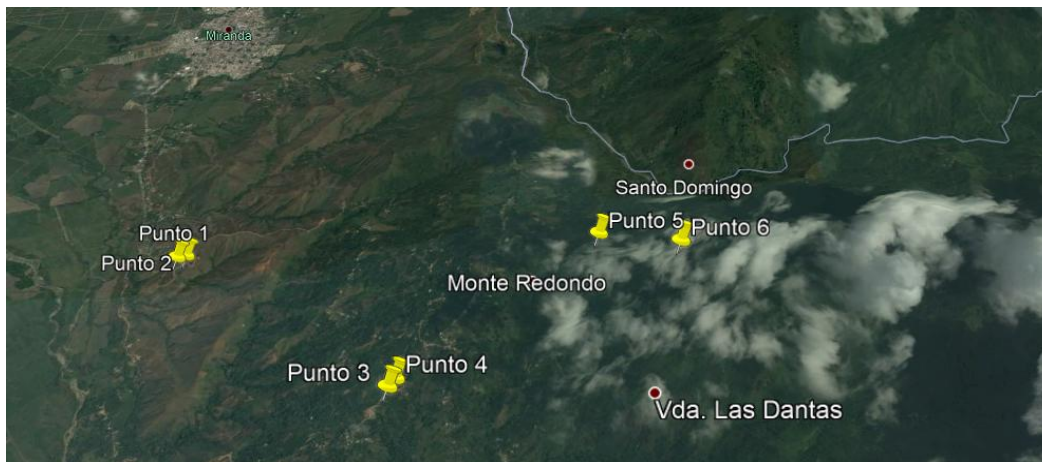 Miranda
Santo Domingo
Punto 1
Punto 5
Punto 6
Punto 2
Monte Redondo
Punto 3
Punto 4
Vda. Las Dantas